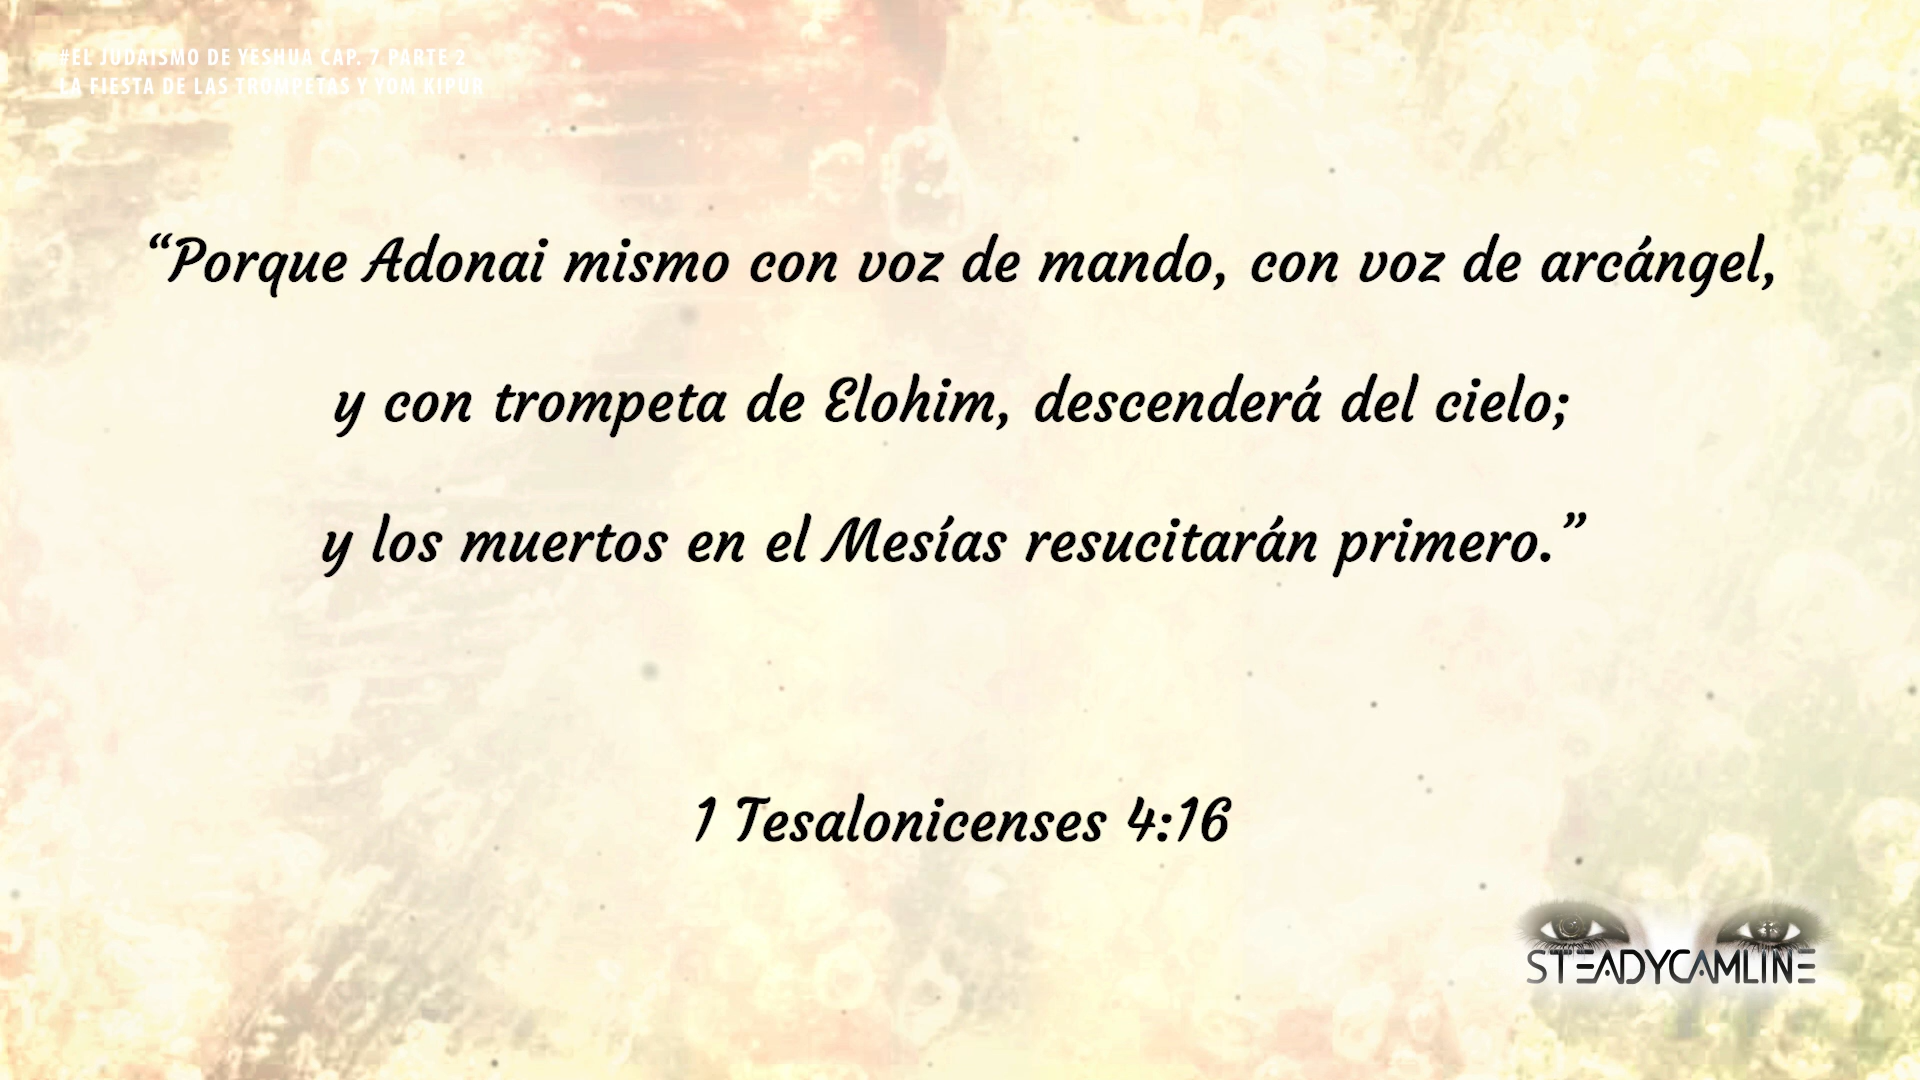 #EL JUDAISMO DE YESHUA CAP. 7 PARTE 2
LA FIESTA DE LAS TROMPETAS Y YOM KIPUR
“Porque Adonai mismo con voz de mando, con voz de arcángel,
y con trompeta de Elohim, descenderá del cielo;
y los muertos en el Mesías resucitarán primero.”
1 Tesalonicenses 4:16
STEADYCAMLINE